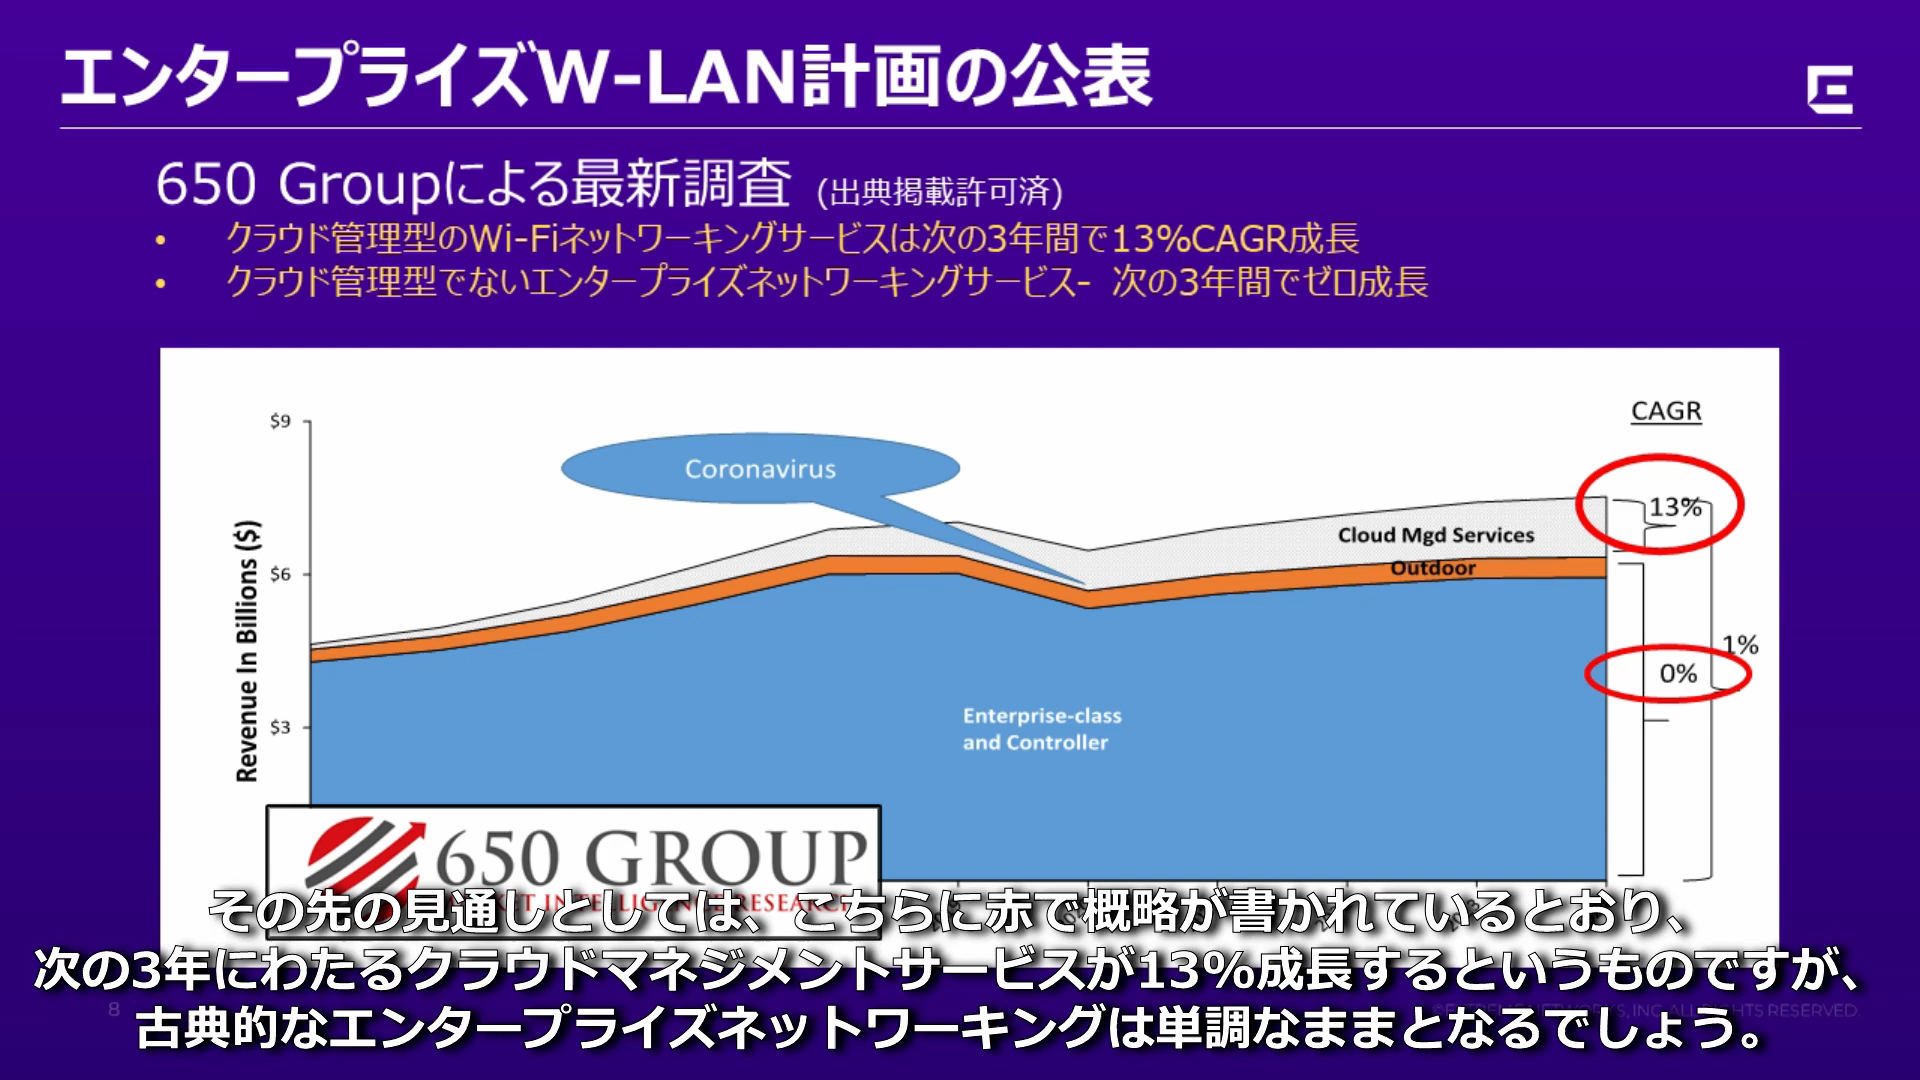 エンタープライズW-LAN計画の公表
650 Groupによる最新調査 (出典掲載許可済)
• クラウド管理型のWi-Fiネットワーキングサービスは次の3年間で13%CAGR成長
• クラウド管理型でないエンタープライズネットワーキングサービス- 次の3年間でゼロ成長
CAGR
$9
Coronavirus
13%
Cloud Mgd Services
Outdoor
$6
Revenue In Billions ($)
1%
0%
$3
Enterprise-class
and Controller
650 GROUP
その先の見通しとしては、こちらに赤で概略が書かれているとおり、
次の3年にわたるクラウドマネジメントサービスが13%成長するというものですが、
8
古典的なエンタープライズネットワーキングは単調なままとなるでしょう。